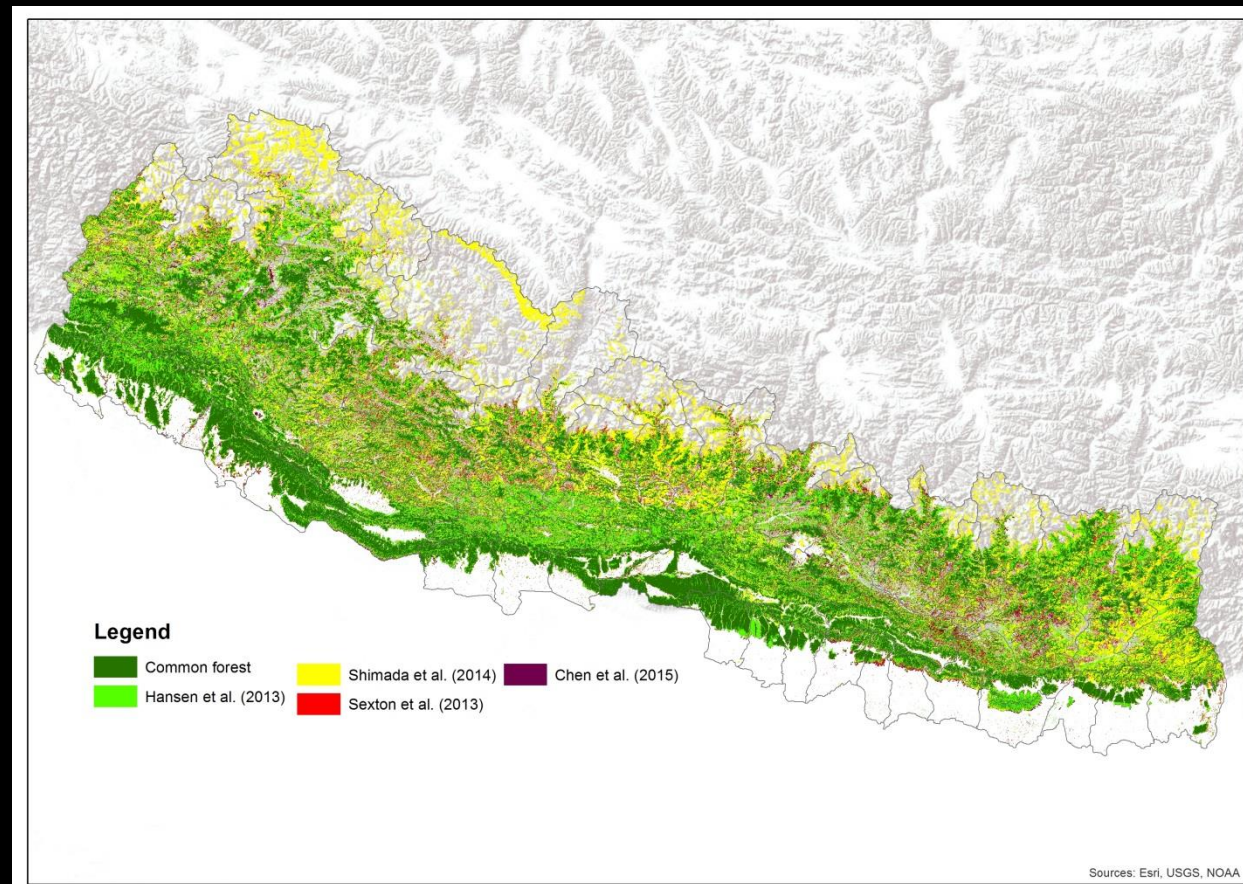 Legend
Common forest
Hansen et al. (2013)
Shimada et al. (2014)
Sexton et al. (2013)
Chen et al. (2015)
Sources: Esri, USGS, NOAA